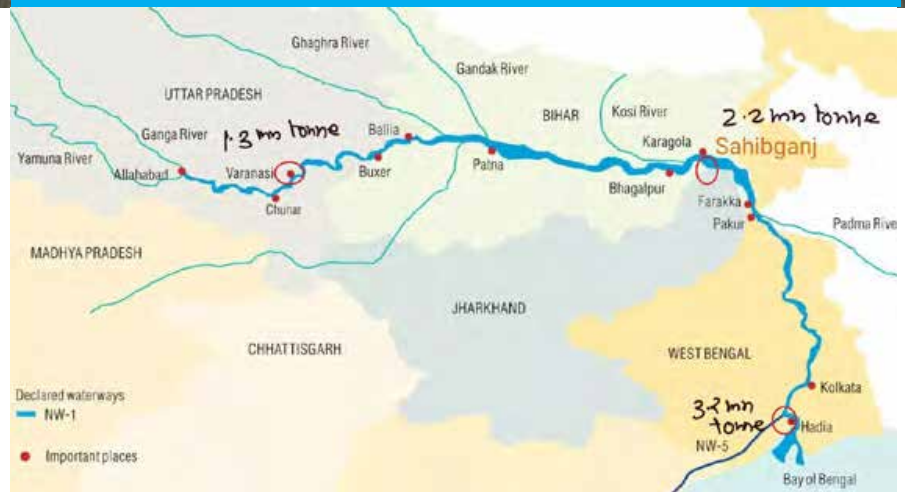 Ghaghra River
Gandak River
UTTAR PRADESH
BIHAR
Kosi River
2.2 mn tonne
Ganga River
1.3 mn tonne
Ballia
Karagola
Sahibganj
Yamuna River
Allahabad
Varanasi
Buxer
Patna
Bhagalpur
Chunar
Farakka
Pakur
Padma River
MADHYA PRADESH
JHARKHAND
CHHATTISGARH
WEST BENGAL
Declared waterways
NW-1
Kolkata
3.2 mn
tonne
Hadia
NW-5
Important places
Bay of Bengal